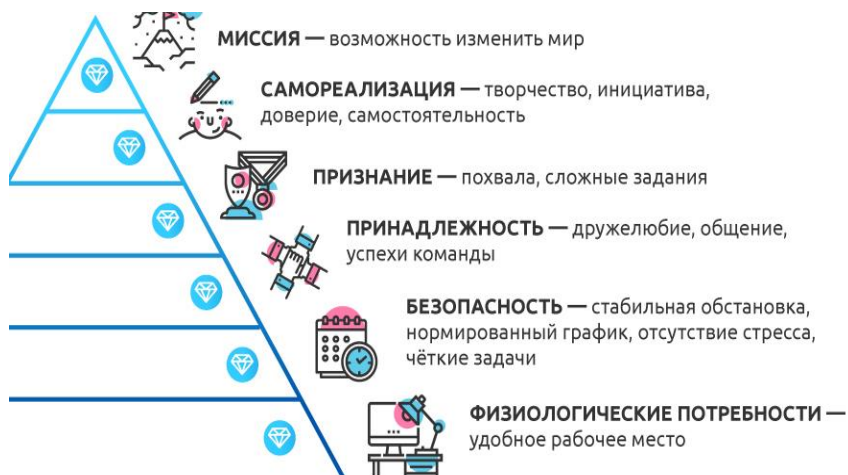 МИССИЯ — возможность изменить мир
САМОРЕАЛИЗАЦИЯ — творчество, инициатива,
доверие, самостоятельность
ПРИЗНАНИЕ — похвала, сложные задания
ПРИНАДЛЕЖНОСТЬ — дружелюбие, общение,
успехи команды
БЕЗОПАСНОСТЬ — стабильная обстановка,
нормированный график, отсутствие стресса,
чёткие задачи
ФИЗИОЛОГИЧЕСКИЕ ПОТРЕБНОСТИ —
удобное рабочее место